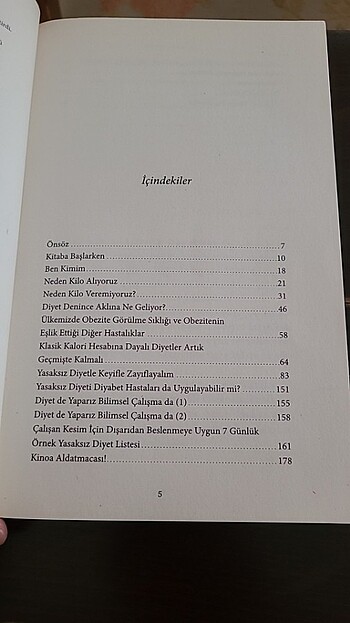 İçindekiler
Önsöz 7
Kitaba Başlarken 10
Ben Kimim 18
Neden Kilo Alıyoruz 21
Neden Kilo Veremiyoruz? 31
Diyet Denince Aklına Ne Geliyor? 46
Ülkemizde Obezite Görülme Sıklığı ve Obezitenin
Eşlik Ettiği Diğer Hastalıklar 58
Klasik Kalori Hesabına Dayalı Diyetler Artık
Geçmişte Kalmalı 64
Yasaksız Diyetle Keyifle Zayıflayalım 83
Yasaksız Diyeti Diyabet Hastaları da Uygulayabilir mi? 151
Diyet de Yaparız Bilimsel Çalışma da (1) 155
Diyet de Yaparız Bilimsel Çalışma da (2) 158
Çalışan Kesim İçin Dışarıdan Beslenmeye Uygun 7 Günlük
Örnek Yasaksız Diyet Listesi 161
Kinoa Aldatmacası! 178
5